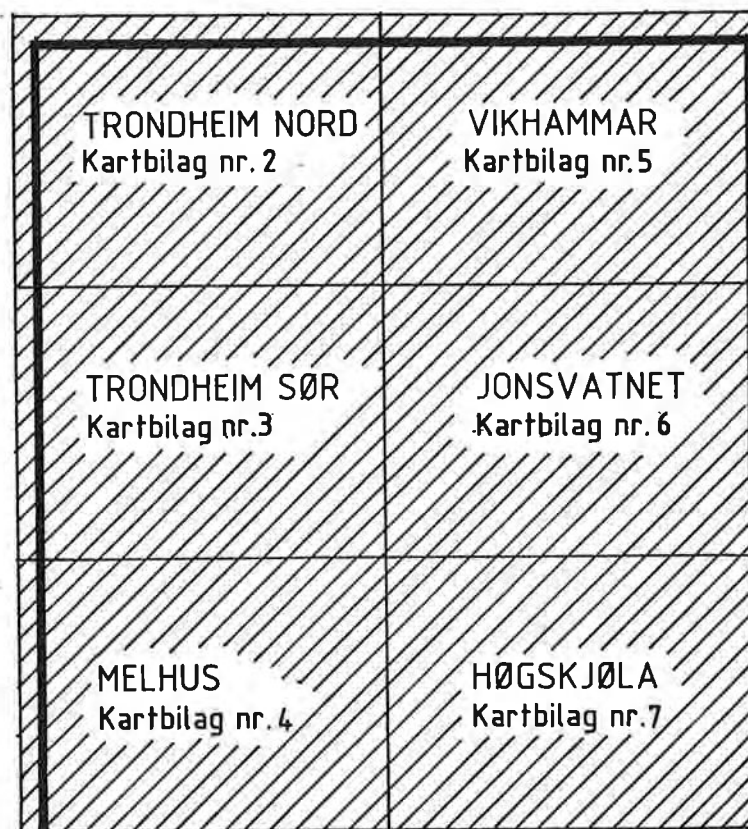 TRONDHEIM NORD
Kartbilag nr. 2
VIKHAMMAR
Kartbilag nr. 5
TRONDHEIM SØR
Kartbilag nr. 3
JONSVATNET
Kartbilag nr. 6
MELHUS
Kartbilag nr. 4
HØGSKJØLA
Kartbilag nr. 7